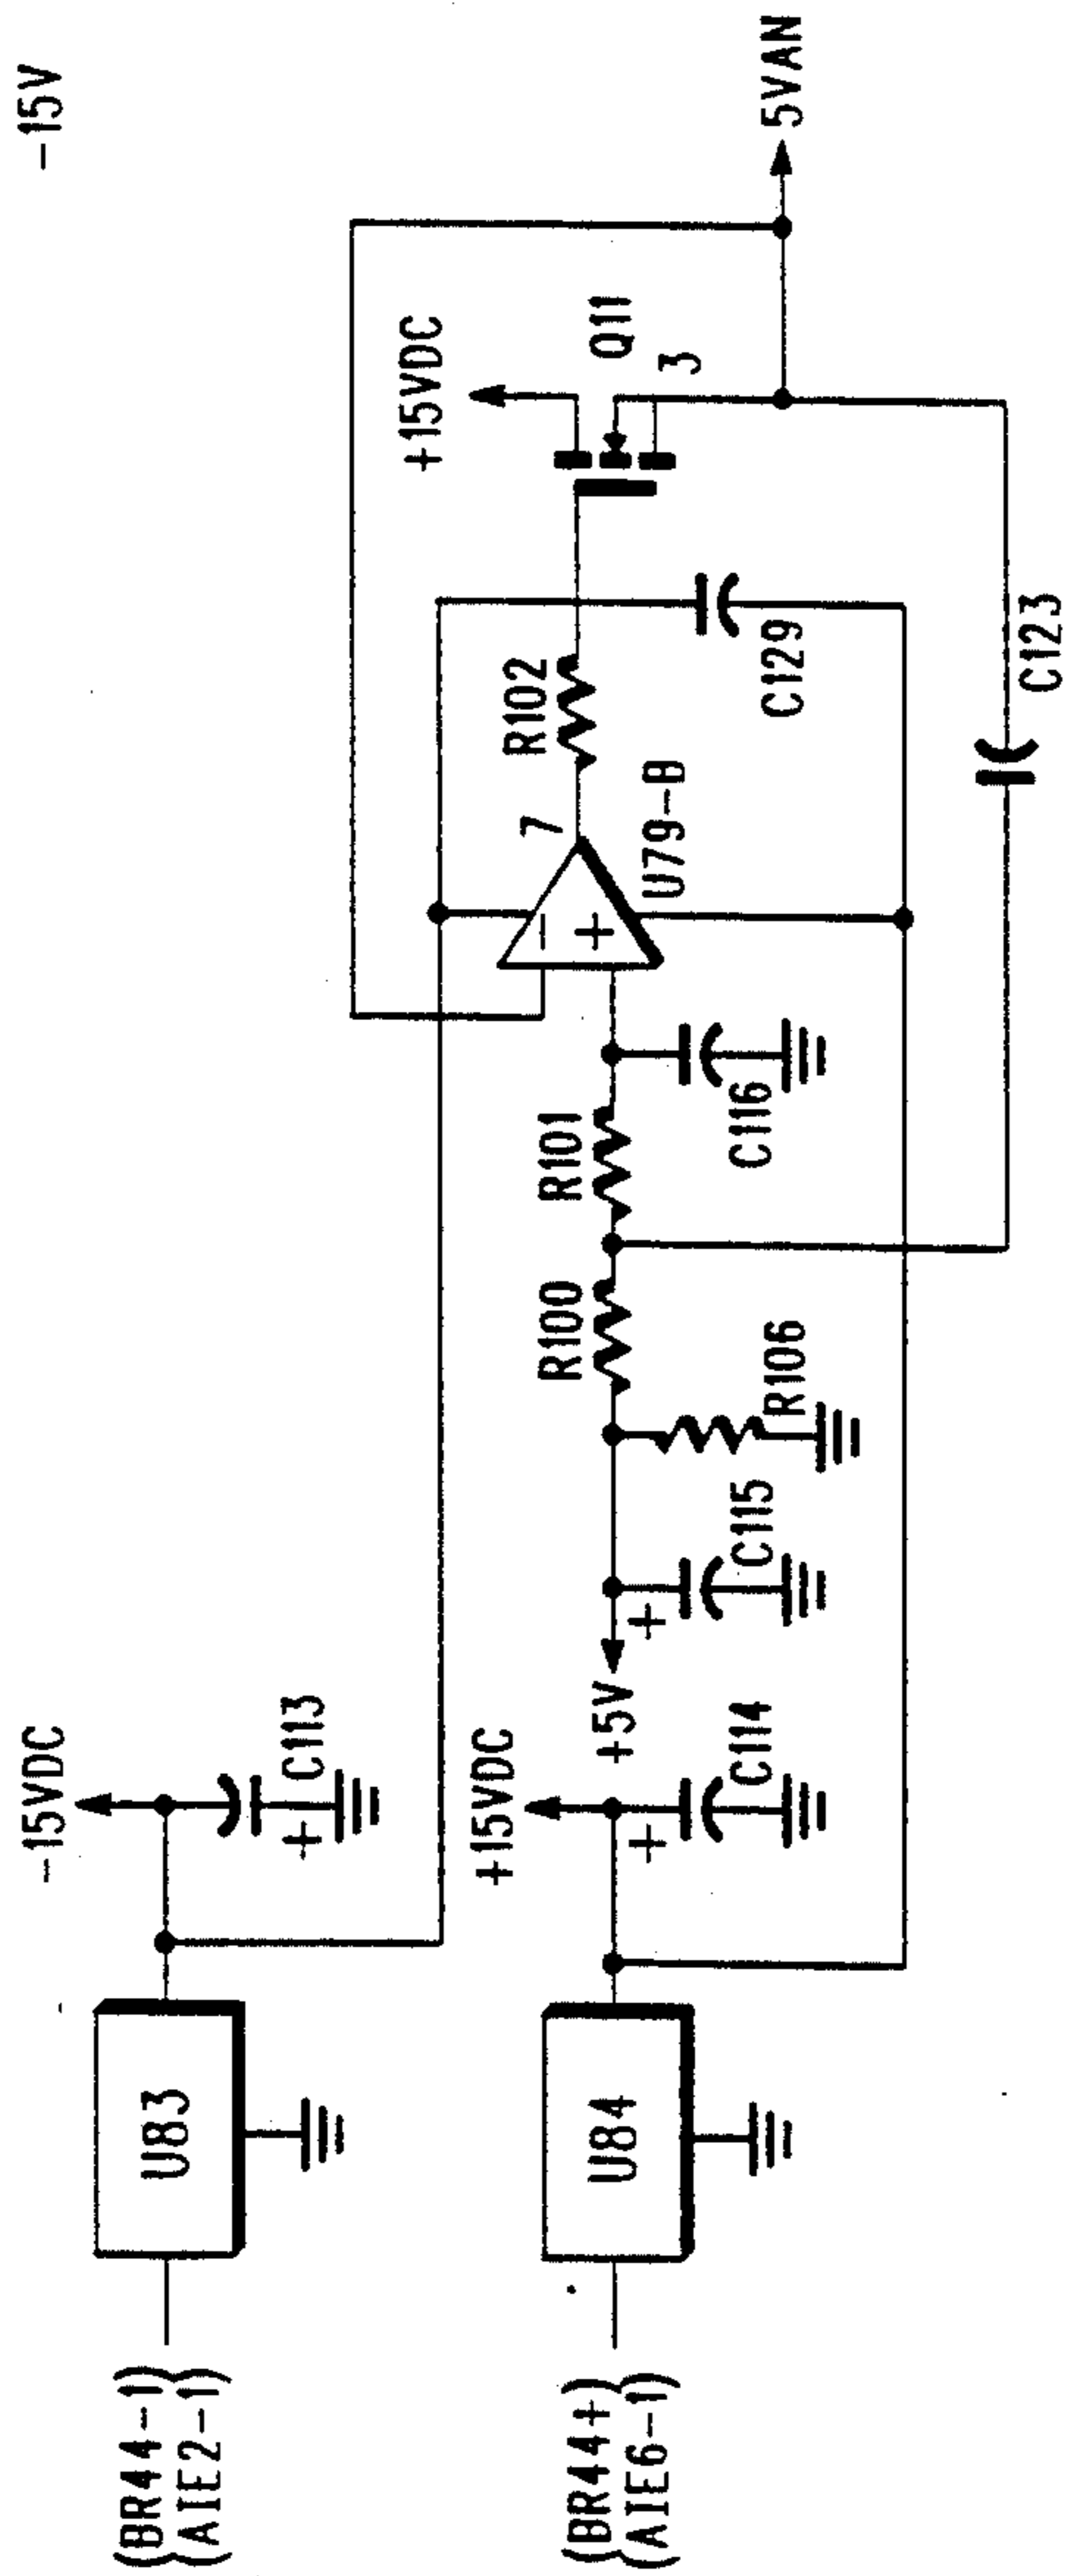 -15V
-15VDC
(BR44-1)
(AIE2-1)
U83
+
C113
+15VDC
(BR44+)
(AIE6-1)
U84
+
C114
+5V
+
C115
R106
R100
R101
C116
-
+
7
U79-B
R102
C129
+15VDC
Q11
3
5VAN
C123